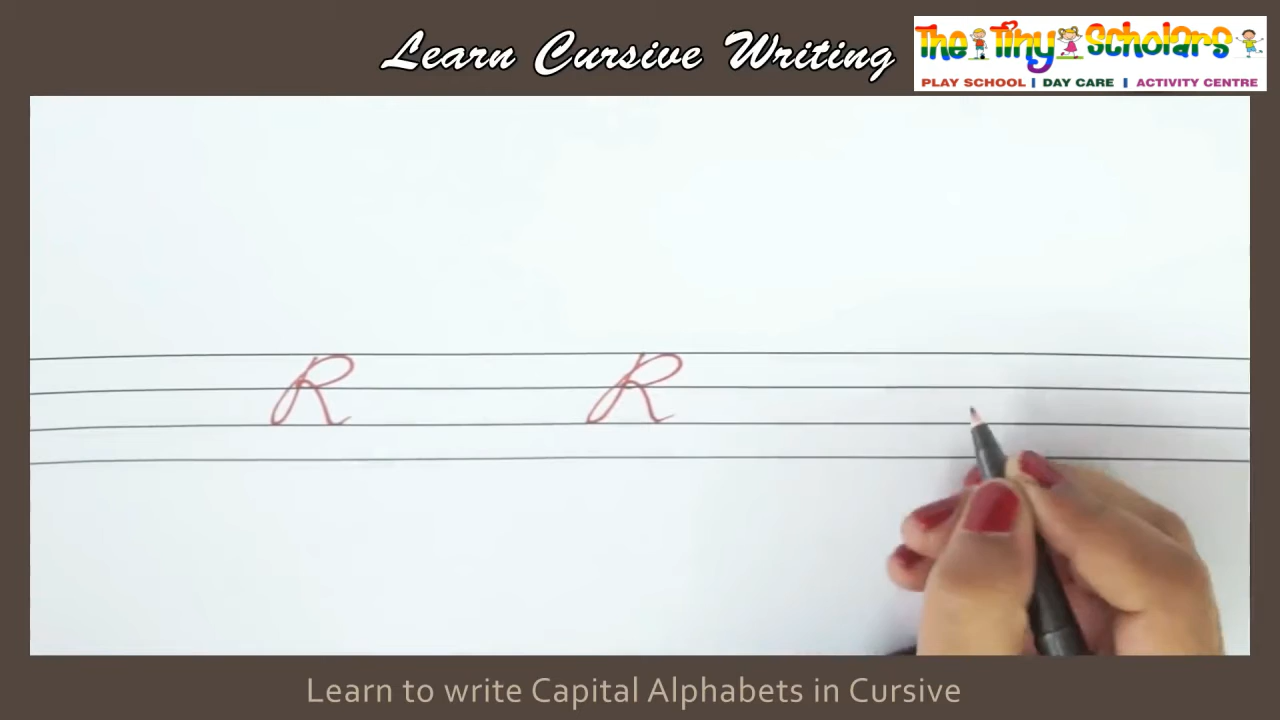 Learn Cursive Writing
The Tiny Scholars
PLAY SCHOOL | DAY CARE | ACTIVITY CENTRE
R R
Learn to write Capital Alphabets in Cursive